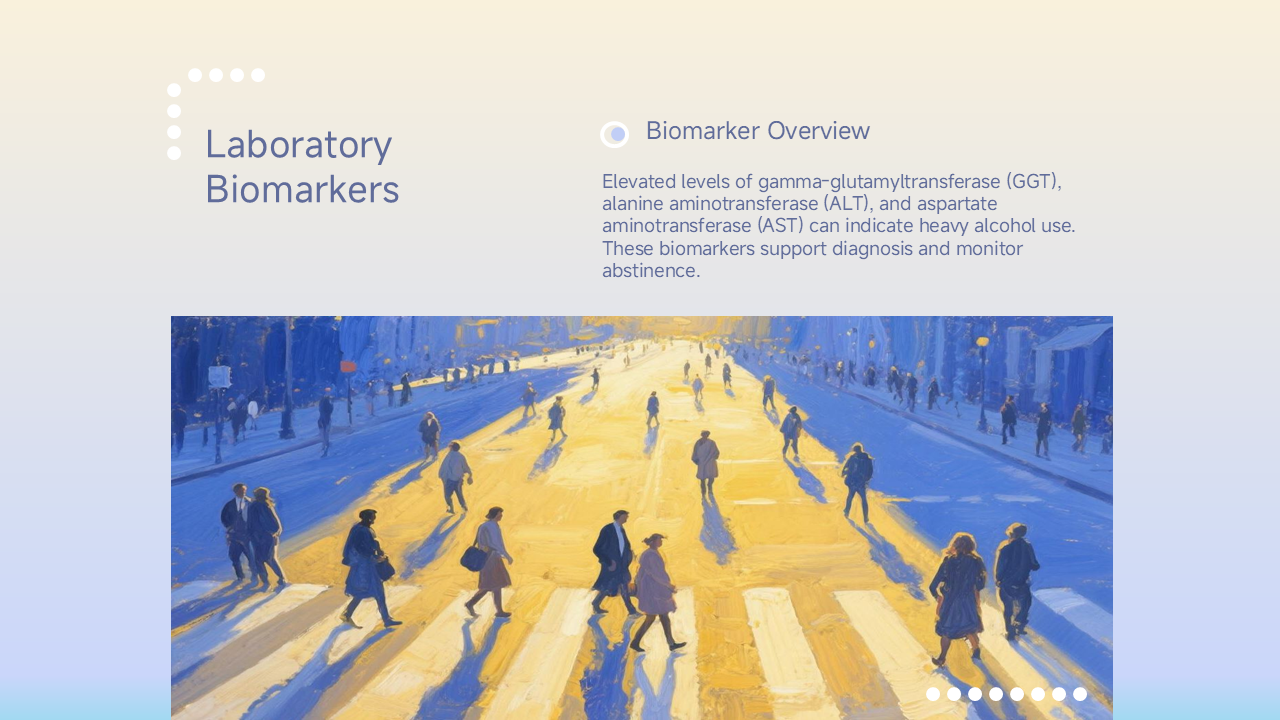 Laboratory
Biomarkers
Biomarker Overview
Elevated levels of gamma-glutamyltransferase (GGT),
alanine aminotransferase (ALT), and aspartate
aminotransferase (AST) can indicate heavy alcohol use.
These biomarkers support diagnosis and monitor
abstinence.